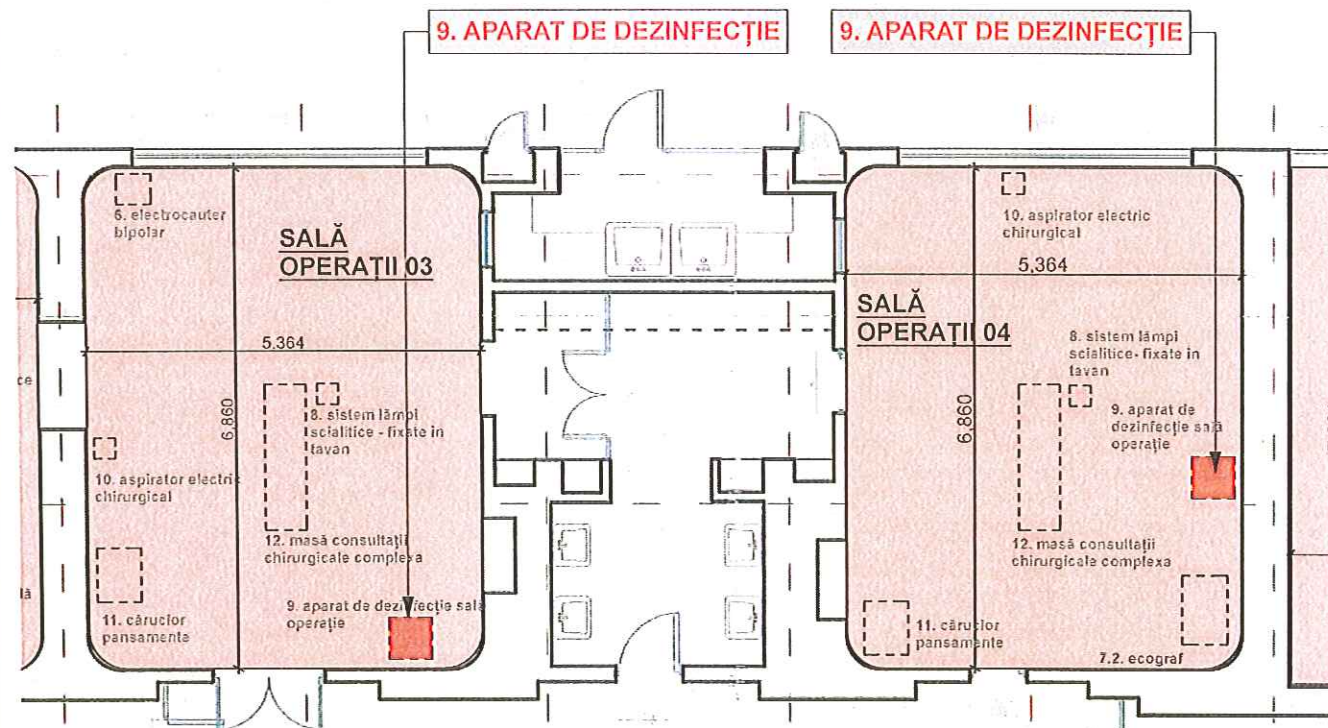 9. APARAT DE DEZINFECȚIE
9. APARAT DE DEZINFECȚIE
6. electrocauter
bipolar
SALĂ
OPERAȚII 03
5,364
6,860
8. sistem lămpi
scialitice - fixate in
tavan
10. aspirator electric
chirurgical
12. masă consultații
chirurgicale complexa
11. cărucior
pansamente
9. aparat de dezinfecție sala
operație
10. aspirator electric
chirurgical
5,364
SALĂ
OPERAȚII 04
6,860
8. sistem lămpi
scialitice- fixate in
tavan
9. aparat de
dezinfecție sală
operație
12. masă consultații
chirurgicale complexa
11. cărucior
pansamente
7.2. ecograf